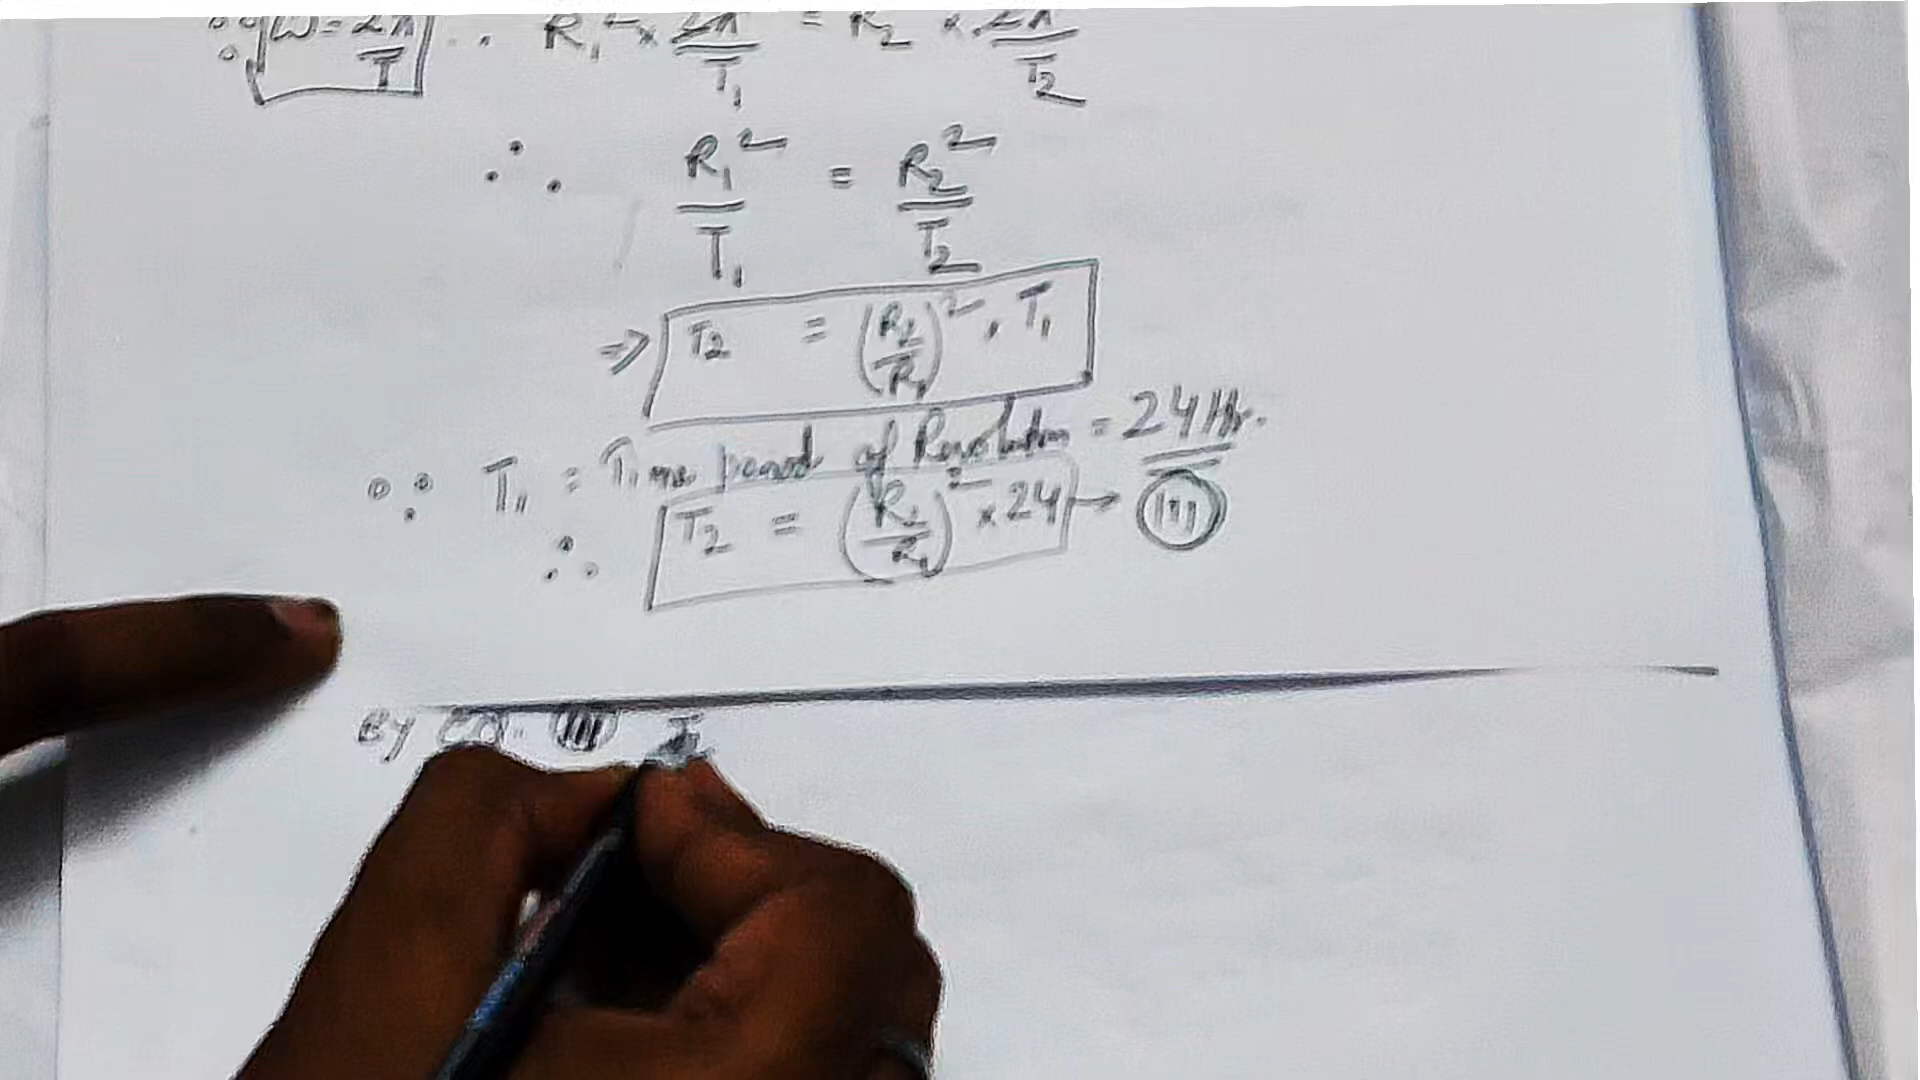 ∵ ω = 2π/T ∴ R₁² × 2π/T₁ = R₂² × 2π/T₂
∴ R₁²/T₁ = R₂²/T₂
⇒ T₂ = (R₂/R₁)² . T₁
∵ T₁ = Time period of Revolution = 24 Hr.
∴ T₂ = (R₂/R₁)² × 24 → (III)
By eq. (III)